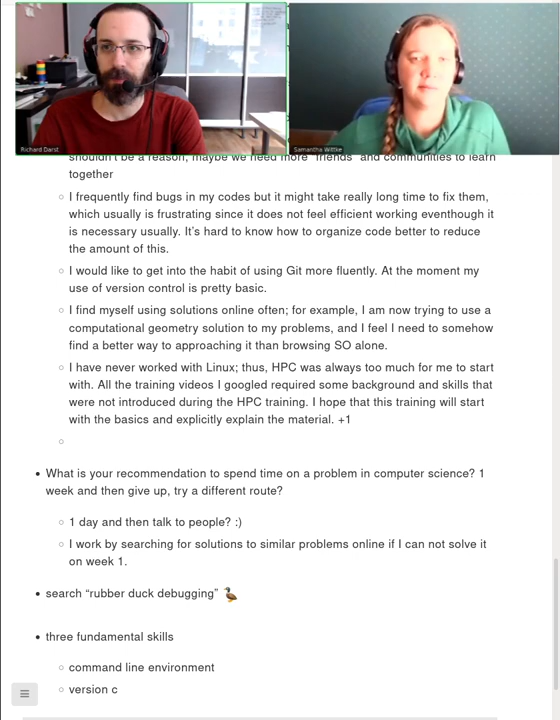 Richard Darst
Samantha Wittke
shouldn't be a reason, maybe we need more "friends" and communities to learn
together
I frequently find bugs in my codes but it might take really long time to fix them,
which usually is frustrating since it does not feel efficient working eventhough it
is necessary usually. It's hard to know how to organize code better to reduce
the amount of this.
I would like to get into the habit of using Git more fluently. At the moment my
use of version control is pretty basic.
I find myself using solutions online often; for example, I am now trying to use a
computational geometry solution to my problems, and I feel I need to somehow
find a better way to approaching it than browsing SO alone.
I have never worked with Linux; thus, HPC was always too much for me to start
with. All the training videos I googled required some background and skills that
were not introduced during the HPC training. I hope that this training will start
with the basics and explicitly explain the material. +1
What is your recommendation to spend time on a problem in computer science? 1
week and then give up, try a different route?
1 day and then talk to people? :)
I work by searching for solutions to similar problems online if I can not solve it
on week 1.
search “rubber duck debugging” 🦆
three fundamental skills
command line environment
version c